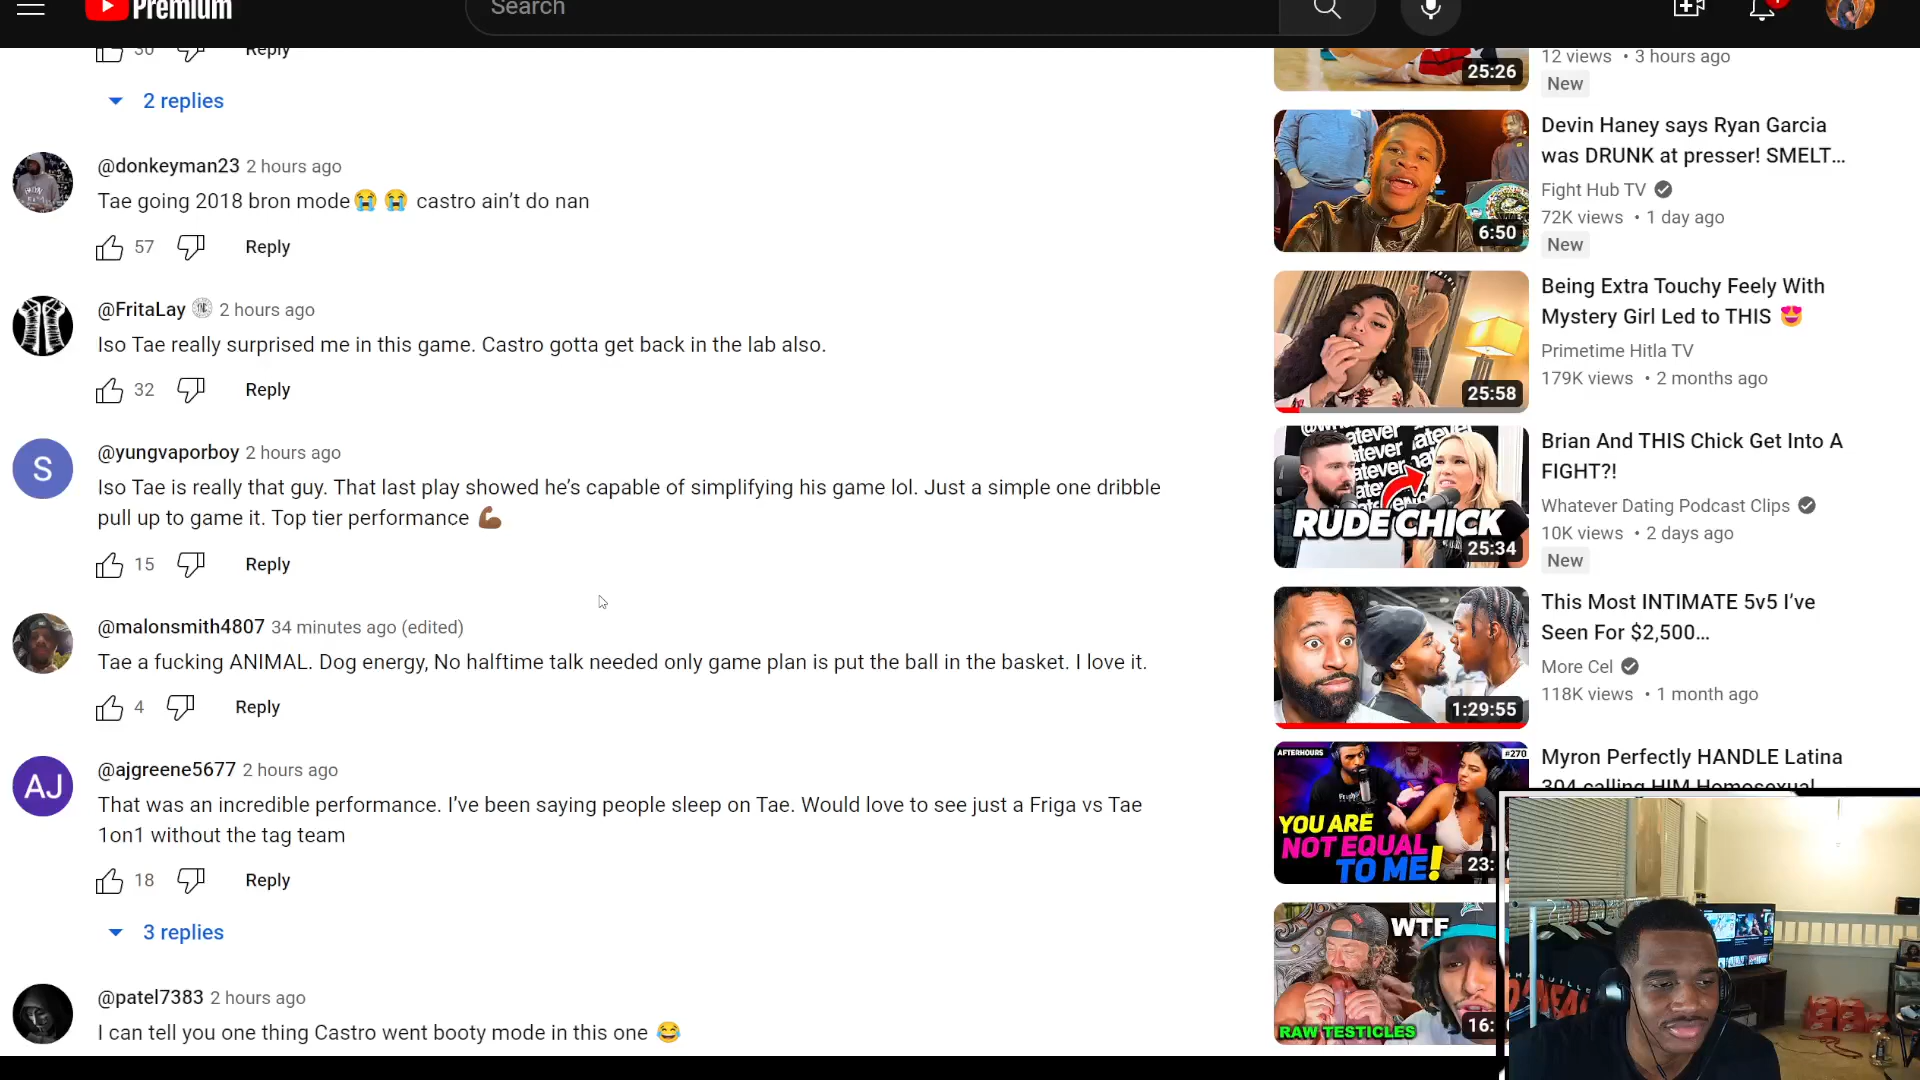 Premium
Search
30
Reply
2 replies
@donkeyman23 2 hours ago
Tae going 2018 bron mode😭 😭 castro ain’t do nan
57
Reply
@FritaLay 2 hours ago
Iso Tae really surprised me in this game. Castro gotta get back in the lab also.
32
Reply
@yungvaporboy 2 hours ago
S
Iso Tae is really that guy. That last play showed he’s capable of simplifying his game lol. Just a simple one dribble
pull up to game it. Top tier performance 💪🏾
15
Reply
@malonsmith4807 34 minutes ago (edited)
Tae a fucking ANIMAL. Dog energy, No halftime talk needed only game plan is put the ball in the basket. I love it.
4
Reply
@ajgreene5677 2 hours ago
AJ
That was an incredible performance. I’ve been saying people sleep on Tae. Would love to see just a Friga vs Tae
1on1 without the tag team
18
Reply
3 replies
@patel7383 2 hours ago
I can tell you one thing Castro went booty mode in this one 😂
25:26
12 views • 3 hours ago
New
6:50
Devin Haney says Ryan Garcia
was DRUNK at presser! SMELT...
Fight Hub TV
72K views • 1 day ago
New
25:58
Being Extra Touchy Feely With
Mystery Girl Led to THIS 😍
Primetime Hitla TV
179K views • 2 months ago
whatever
RUDE CHICK
25:34
Brian And THIS Chick Get Into A
FIGHT?!
Whatever Dating Podcast Clips
10K views • 2 days ago
New
1:29:55
This Most INTIMATE 5v5 I’ve
Seen For $2,500...
More Cel
118K views • 1 month ago
AFTERHOURS
#270
YOU ARE
NOT EQUAL
TO ME!
23:
Myron Perfectly HANDLE Latina
304 calling HIM Homosexual
WTF
RAW TESTICLES
16: